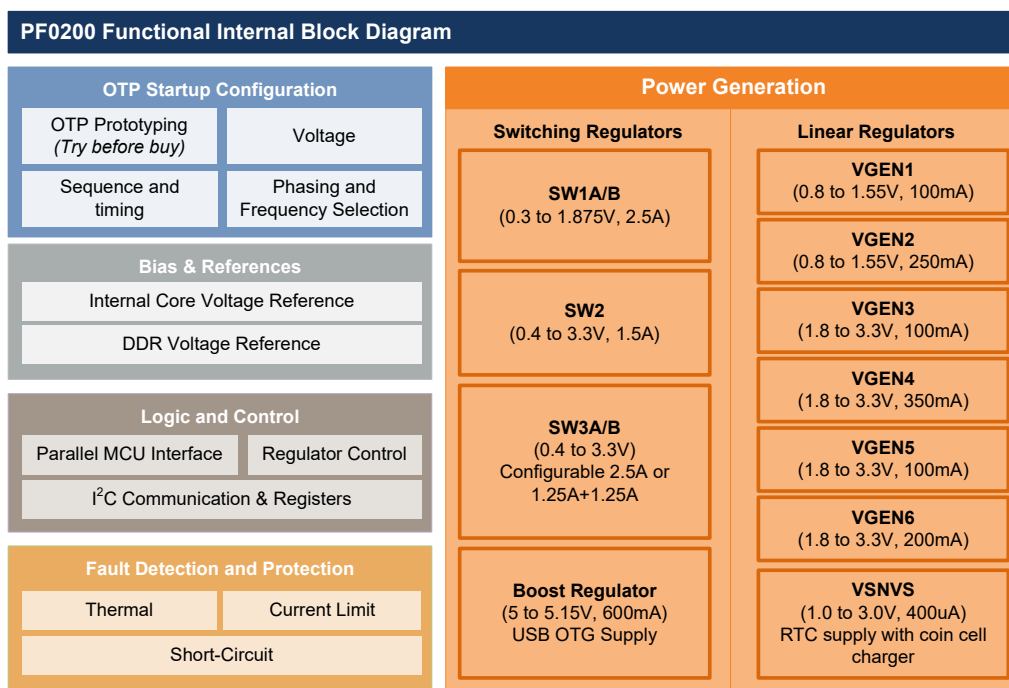 PF0200 Functional Internal Block Diagram
OTP Startup Configuration
OTP Prototyping
(Try before buy)
Voltage
Sequence and
timing
Phasing and
Frequency Selection
Bias & References
Internal Core Voltage Reference
DDR Voltage Reference
Logic and Control
Parallel MCU Interface
Regulator Control
I²C Communication & Registers
Fault Detection and Protection
Thermal
Current Limit
Short-Circuit
Power Generation
Switching Regulators
SW1A/B
(0.3 to 1.875V, 2.5A)
SW2
(0.4 to 3.3V, 1.5A)
SW3A/B
(0.4 to 3.3V)
Configurable 2.5A or
1.25A+1.25A
Boost Regulator
(5 to 5.15V, 600mA)
USB OTG Supply
Linear Regulators
VGEN1
(0.8 to 1.55V, 100mA)
VGEN2
(0.8 to 1.55V, 250mA)
VGEN3
(1.8 to 3.3V, 100mA)
VGEN4
(1.8 to 3.3V, 350mA)
VGEN5
(1.8 to 3.3V, 100mA)
VGEN6
(1.8 to 3.3V, 200mA)
VSNVS
(1.0 to 3.0V, 400uA)
RTC supply with coin cell
charger